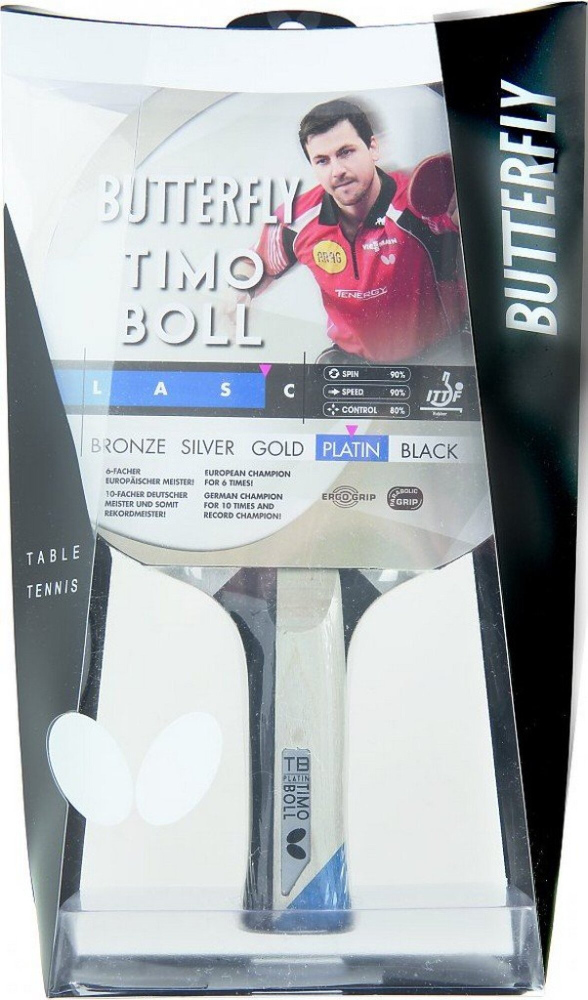 BUTTERFLY
TIMO
BOLL
BUTTERFLY
ARAG
TENERGY
L A S C
SPIN 90%
SPEED 90%
CONTROL 80%
ITTF
BRONZE SILVER GOLD PLATIN BLACK
6-FACHER
EUROPÄISCHER MEISTER!
10-FACHER DEUTSCHER
MEISTER UND SOMIT
REKORDMEISTER!
EUROPEAN CHAMPION
FOR 6 TIMES!
GERMAN CHAMPION
FOR 10 TIMES AND
RECORD CHAMPION!
ERGO GRIP
GRIP
TABLE
TENNIS
TB
PLATIN
TIMO
BOLL